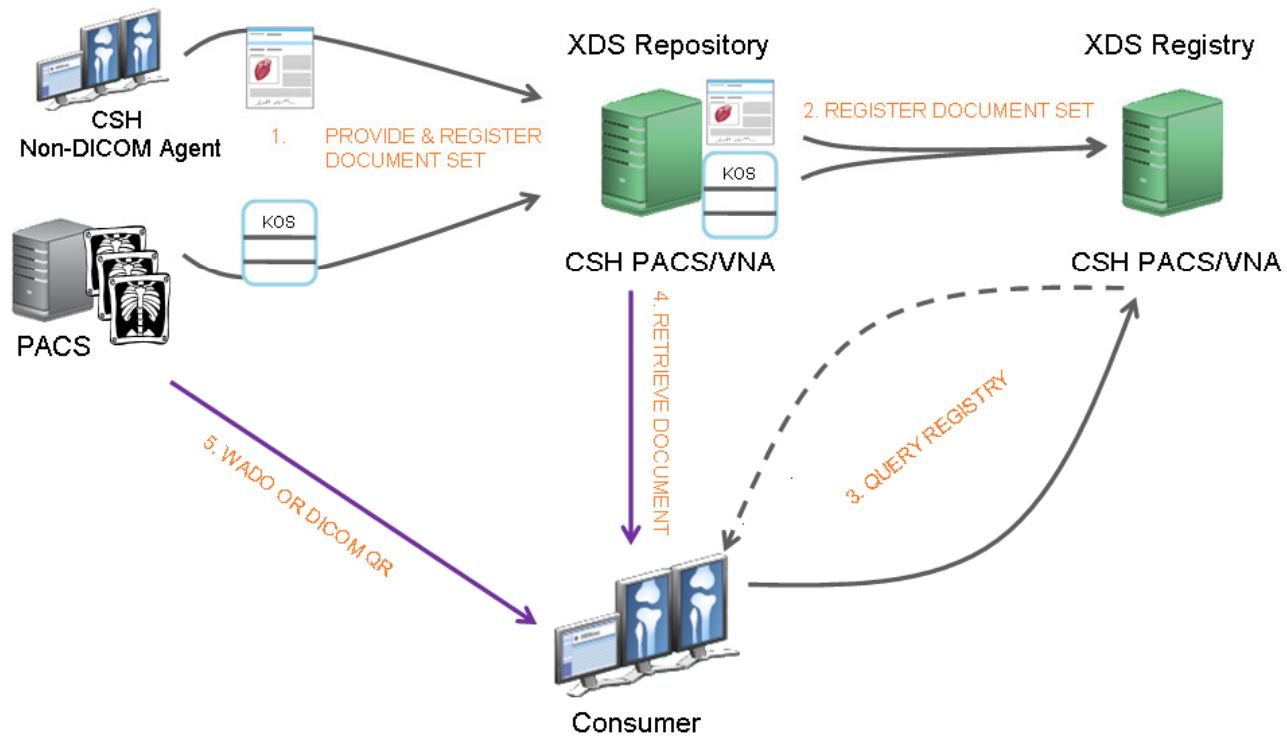 XDS Repository
XDS Registry
CSH
Non-DICOM Agent
1. PROVIDE & REGISTER
DOCUMENT SET
2. REGISTER DOCUMENT SET
KOS
KOS
CSH PACS/VNA
CSH PACS/VNA
PACS
4. RETRIEVE DOCUMENT
3. QUERY REGISTRY
5. WADO OR DICOM QR
Consumer